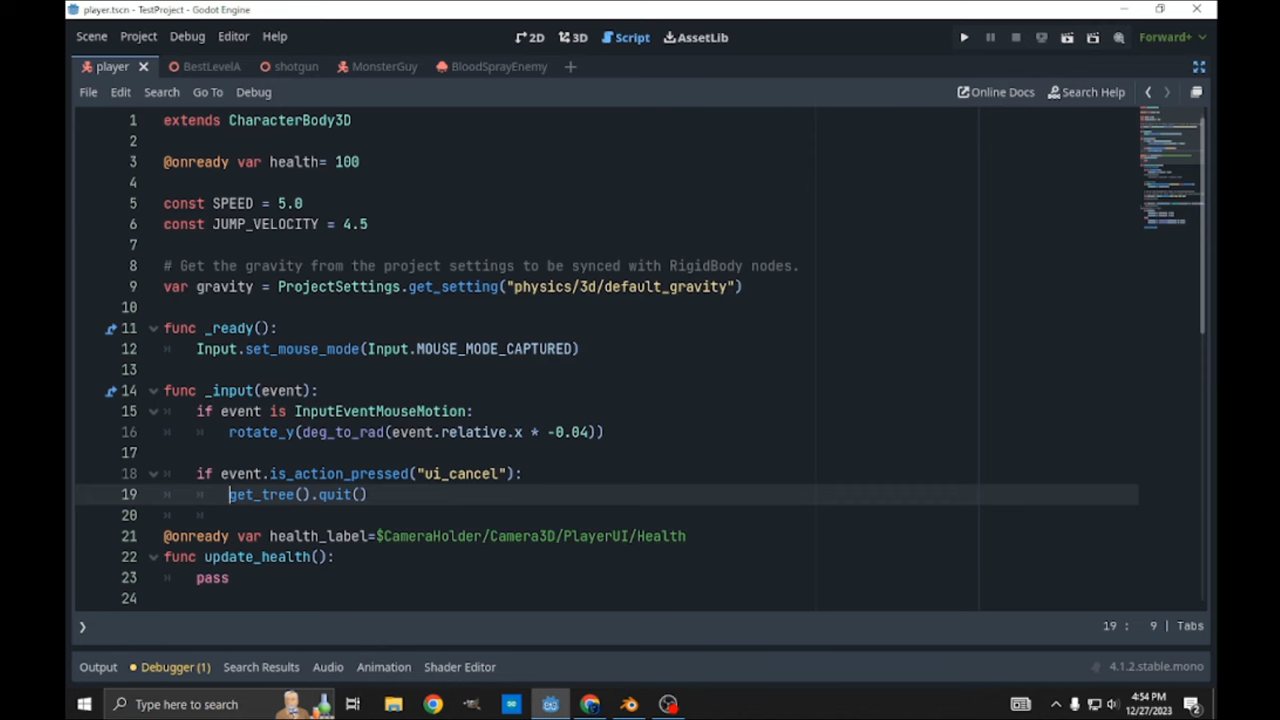 player.tscn - TestProject - Godot Engine
Scene Project Debug Editor Help
2D 3D Script AssetLib
Forward+
player BestLevelA shotgun MonsterGuy BloodSprayEnemy
File Edit Search Go To Debug
Online Docs Search Help
1 extends CharacterBody3D
2
3 @onready var health= 100
4
5 const SPEED = 5.0
6 const JUMP_VELOCITY = 4.5
7
8 # Get the gravity from the project settings to be synced with RigidBody nodes.
9 var gravity = ProjectSettings.get_setting("physics/3d/default_gravity")
10
11 func _ready():
12 Input.set_mouse_mode(Input.MOUSE_MODE_CAPTURED)
13
14 func _input(event):
15 if event is InputEventMouseMotion:
16 rotate_y(deg_to_rad(event.relative.x * -0.04))
17
18 if event.is_action_pressed("ui_cancel"):
19 get_tree().quit()
20
21 @onready var health_label=$CameraHolder/Camera3D/PlayerUI/Health
22 func update_health():
23 pass
24
19 : 9 | Tabs
Output Debugger (1) Search Results Audio Animation Shader Editor
4.1.2.stable.mono
Type here to search
4:54 PM
12/27/2023
2